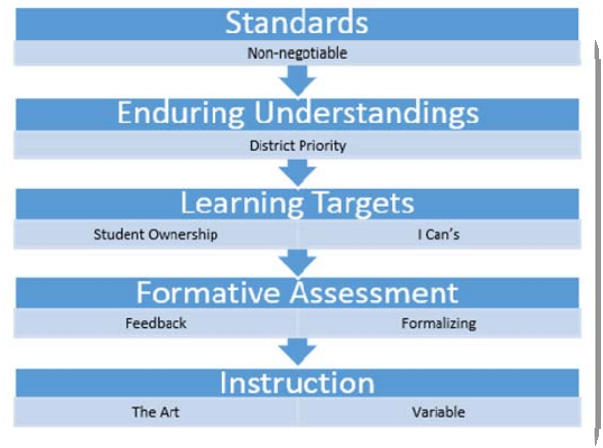 Standards
Non-negotiable
Enduring Understandings
District Priority
Learning Targets
Student Ownership I Can's
Formative Assessment
Feedback Formalizing
Instruction
The Art Variable